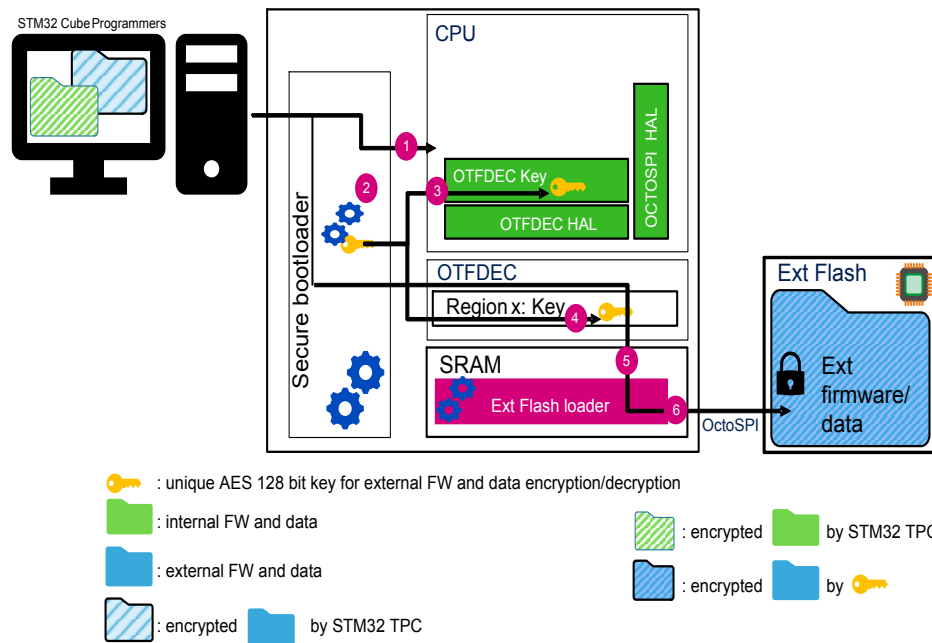 STM32 Cube Programmers
Secure bootloader
CPU
1
2
3
OTFDEC Key
OTFDEC HAL
OCTOSPI HAL
OTFDEC
Region x: Key
4
5
SRAM
Ext Flash loader
6
OctoSPI
Ext Flash
Ext
firmware/
data
: unique AES 128 bit key for external FW and data encryption/decryption
: internal FW and data
: external FW and data
: encrypted by STM32 TPC
: encrypted by STM32 TPC
: encrypted by